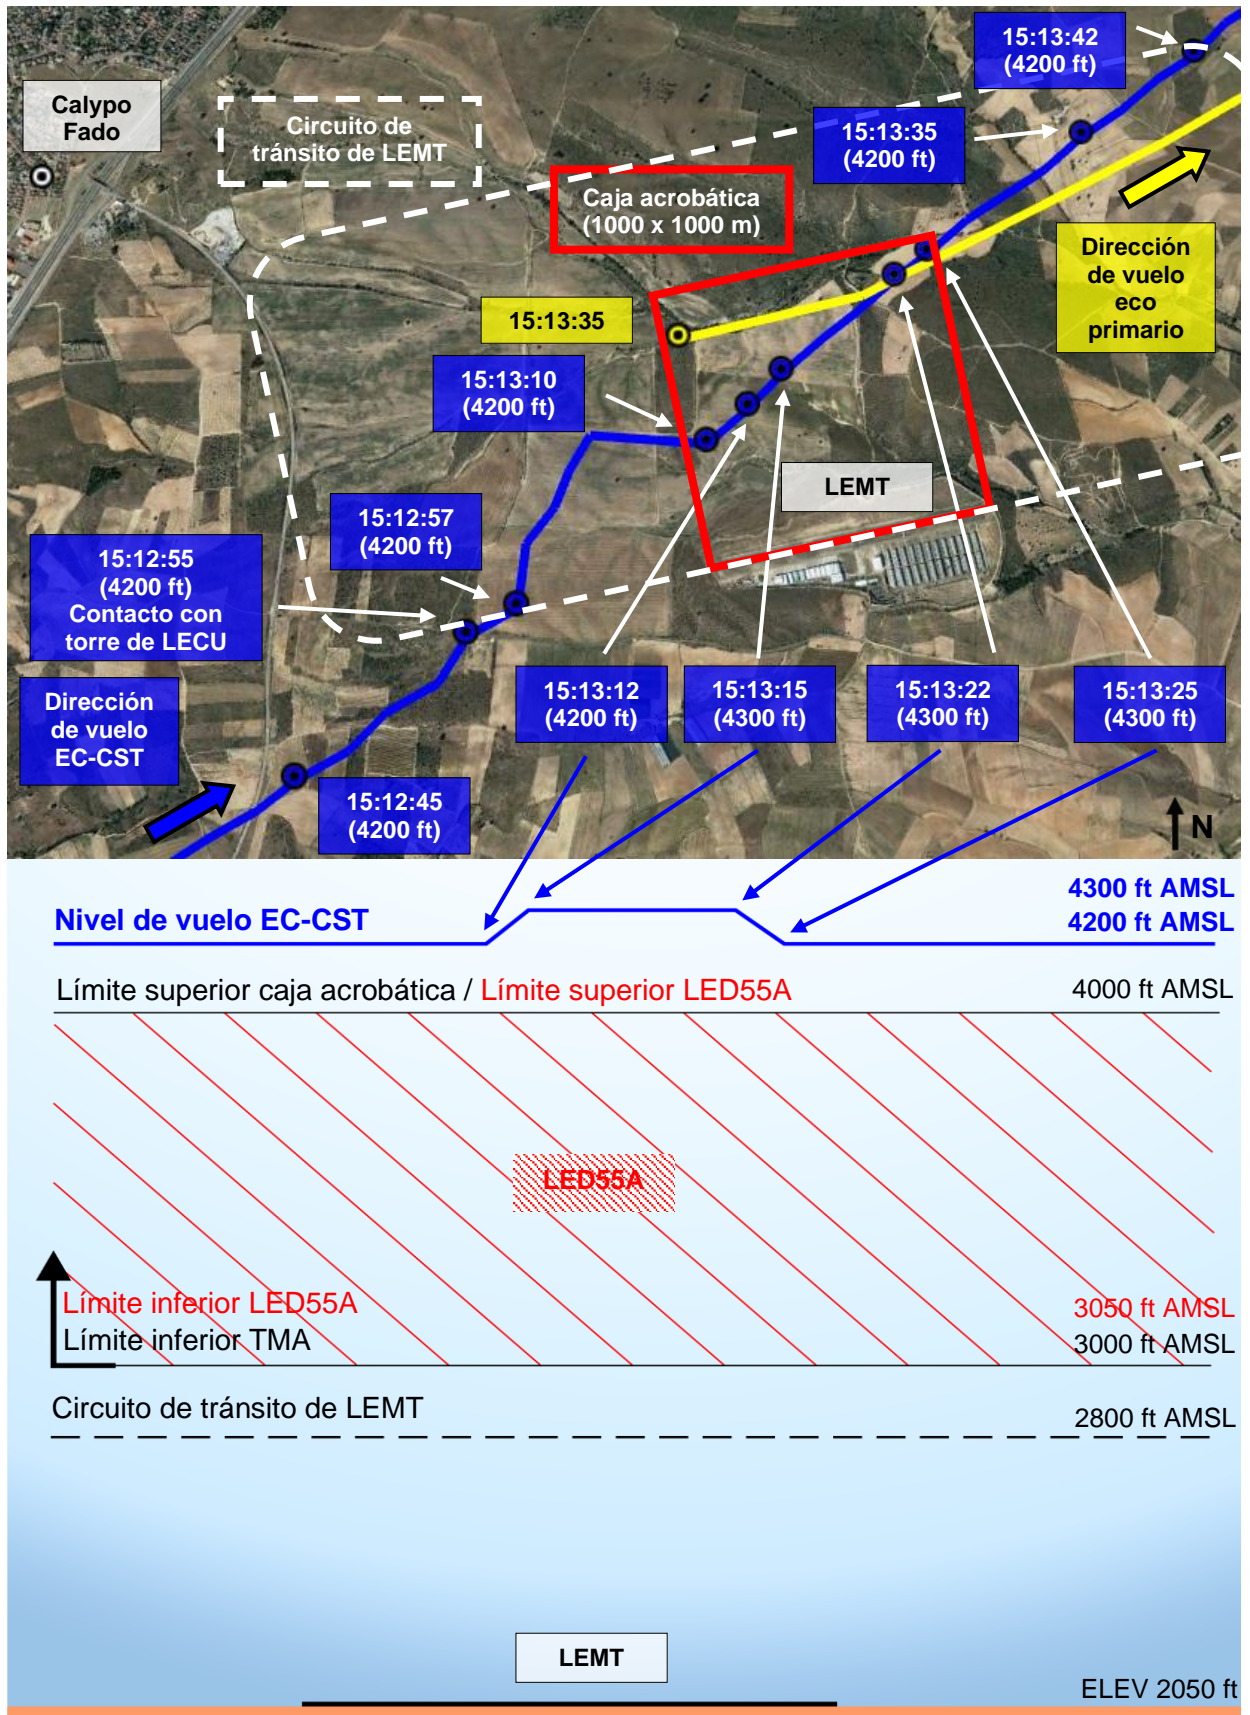 15:13:42
(4200 ft)
Calypo
Fado
Circuito de
tránsito de LEMT
15:13:35
(4200 ft)
Caja acrobática
(1000 x 1000 m)
Dirección
de vuelo
eco
primario
15:13:35
15:13:10
(4200 ft)
LEMT
15:12:57
(4200 ft)
15:12:55
(4200 ft)
Contacto con
torre de LECU
Dirección
de vuelo
EC-CST
15:13:12
(4200 ft)
15:13:15
(4300 ft)
15:13:22
(4300 ft)
15:13:25
(4300 ft)
15:12:45
(4200 ft)
N
4300 ft AMSL
Nivel de vuelo EC-CST
4200 ft AMSL
Límite superior caja acrobática / Límite superior LED55A
4000 ft AMSL
LED55A
Límite inferior LED55A
3050 ft AMSL
Límite inferior TMA
3000 ft AMSL
Circuito de tránsito de LEMT
2800 ft AMSL
LEMT
ELEV 2050 ft